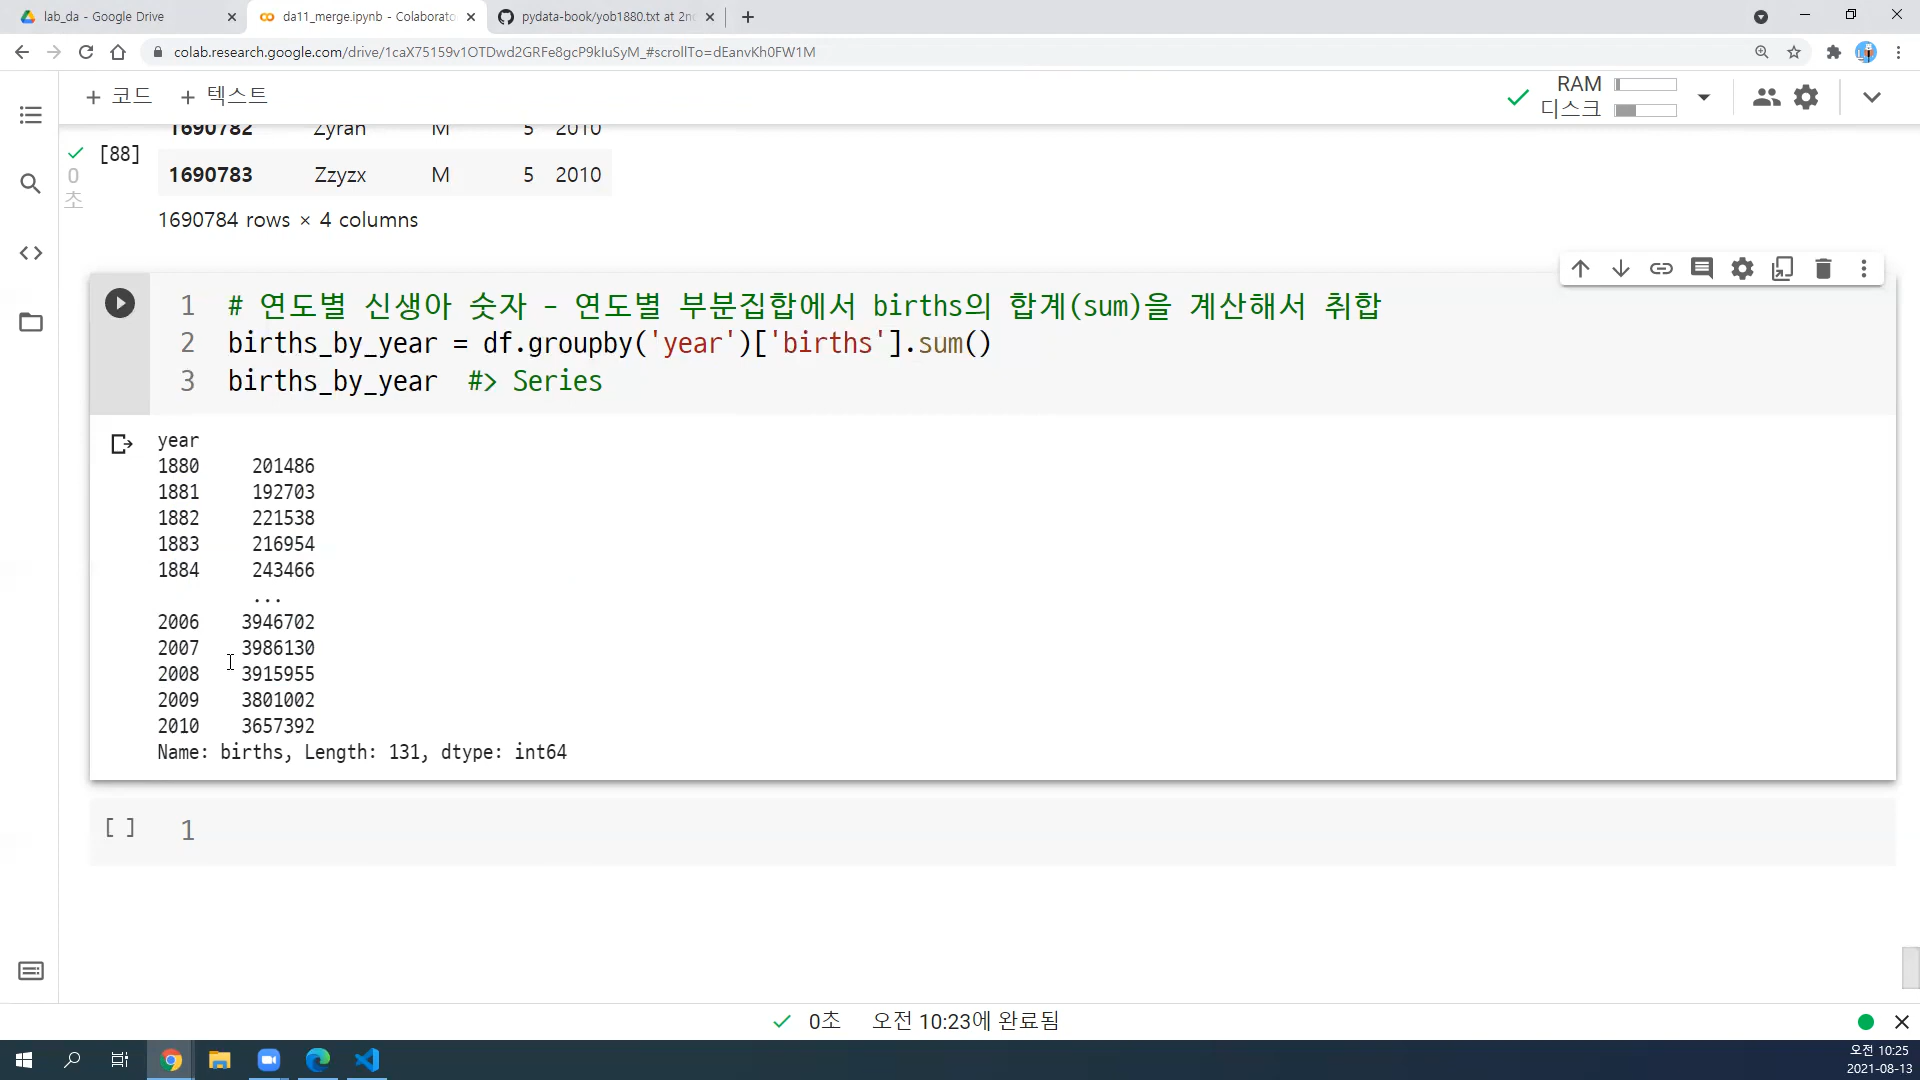 lab_da - Google Drive
da11_merge.ipynb - Colaborato
pydata-book/yob1880.txt at 2n
colab.research.google.com/drive/1caX75159v1OTDwd2GRFe8gcP9kIuSyM_#scrollTo=dEanvKh0FW1M
+ 코드 + 텍스트
RAM
디스크
1690782 Zyran M 5 2010
[88]
0
초
1690783 Zzyzx M 5 2010
1690784 rows × 4 columns
1 # 연도별 신생아 숫자 - 연도별 부분집합에서 births의 합계(sum)을 계산해서 취합
2 births_by_year = df.groupby('year')['births'].sum()
3 births_by_year #> Series
year
1880 201486
1881 192703
1882 221538
1883 216954
1884 243466
...
2006 3946702
2007 3986130
2008 3915955
2009 3801002
2010 3657392
Name: births, Length: 131, dtype: int64
[ ] 1
0초 오전 10:23에 완료됨
오전 10:25
2021-08-13